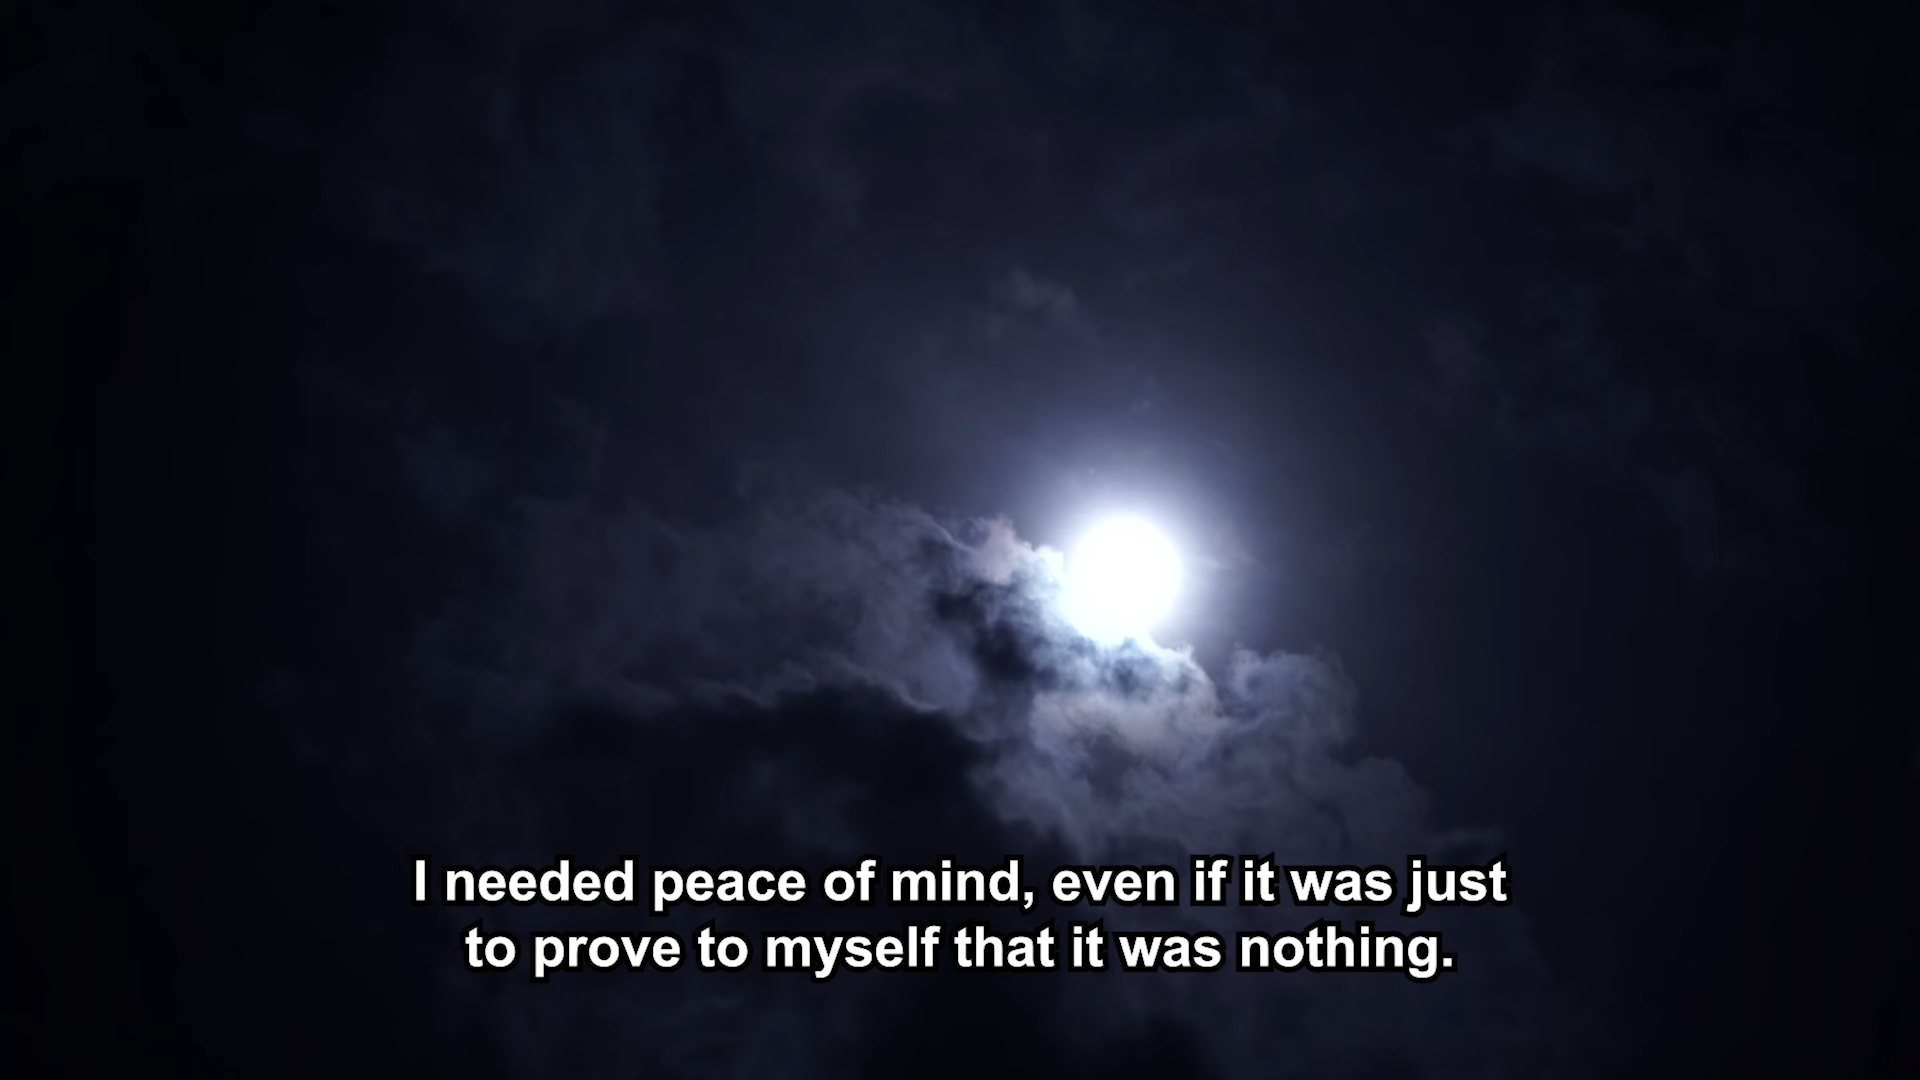 I needed peace of mind, even if it was just
to prove to myself that it was nothing.